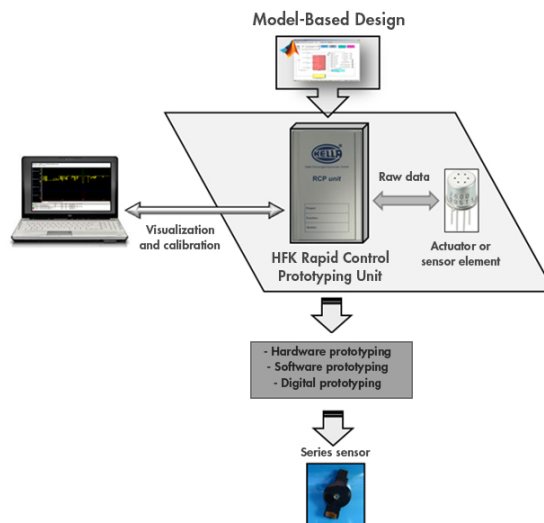 Model-Based Design
HELLA
RCP unit
Raw data
Visualization
and calibration
Actuator or
sensor element
HFK Rapid Control
Prototyping Unit
- Hardware prototyping
- Software prototyping
- Digital prototyping
Series sensor